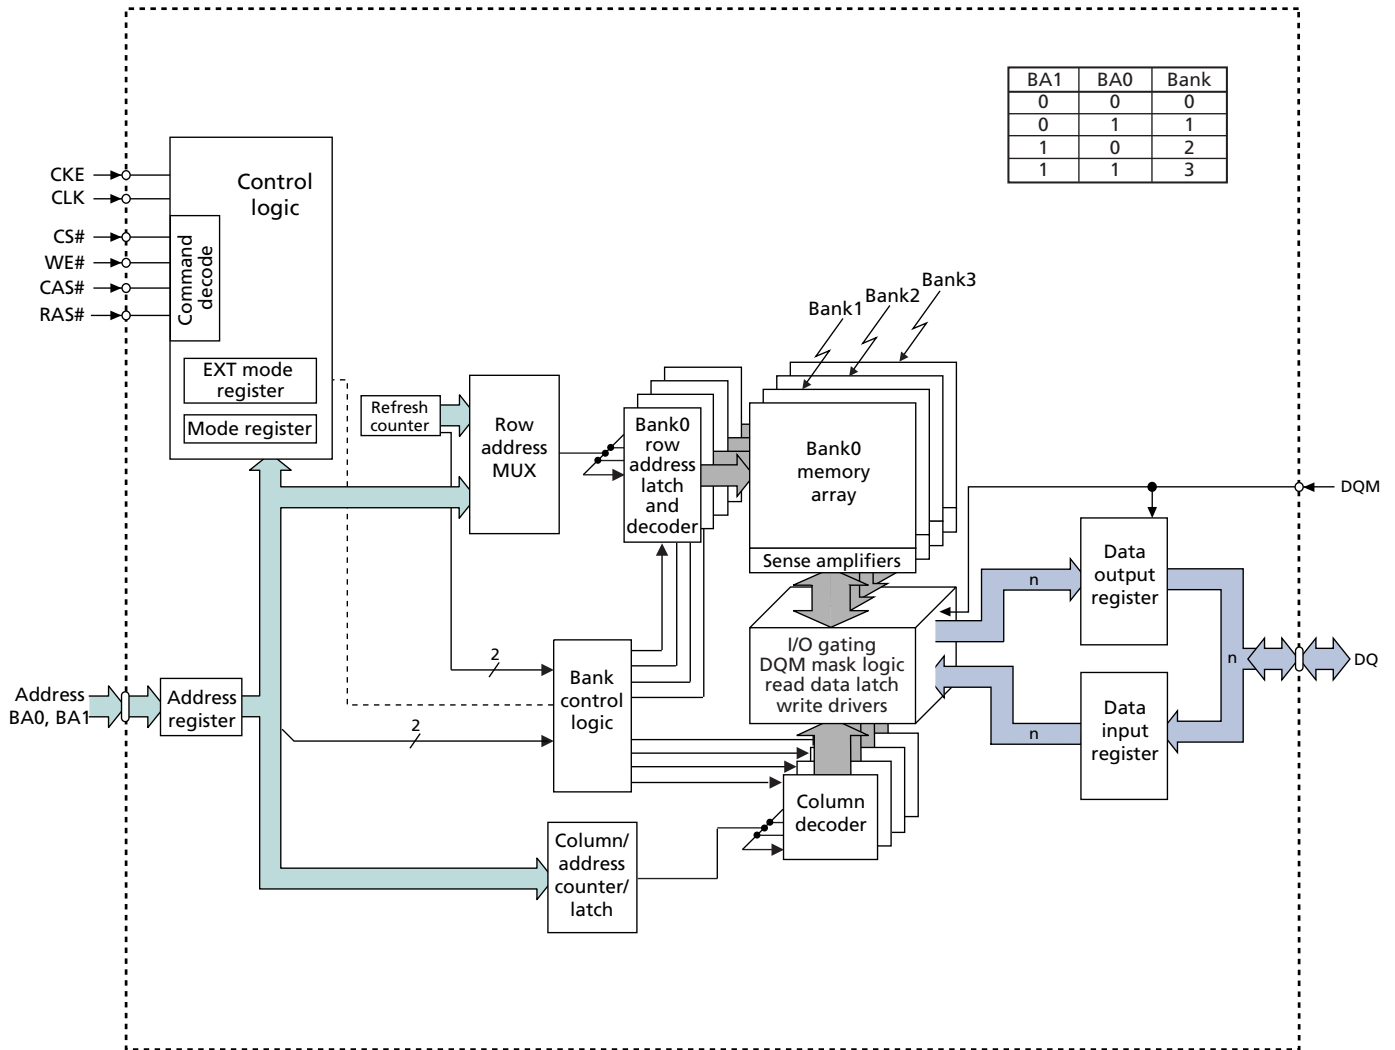 BA1 BA0 Bank
0 0 0
0 1 1
1 0 2
1 1 3
CKE
CLK
CS#
WE#
CAS#
RAS#
Control
logic
Command
decode
EXT mode
register
Mode register
Refresh
counter
Row
address
MUX
Bank0
row
address
latch
and
decoder
Bank1
Bank2
Bank3
Bank0
memory
array
Sense amplifiers
DQM
Data
output
register
n
I/O gating
DQM mask logic
read data latch
write drivers
n
DQ
n
Data
input
register
2
Bank
control
logic
2
Address
BA0, BA1
Address
register
Column
decoder
Column/
address
counter/
latch